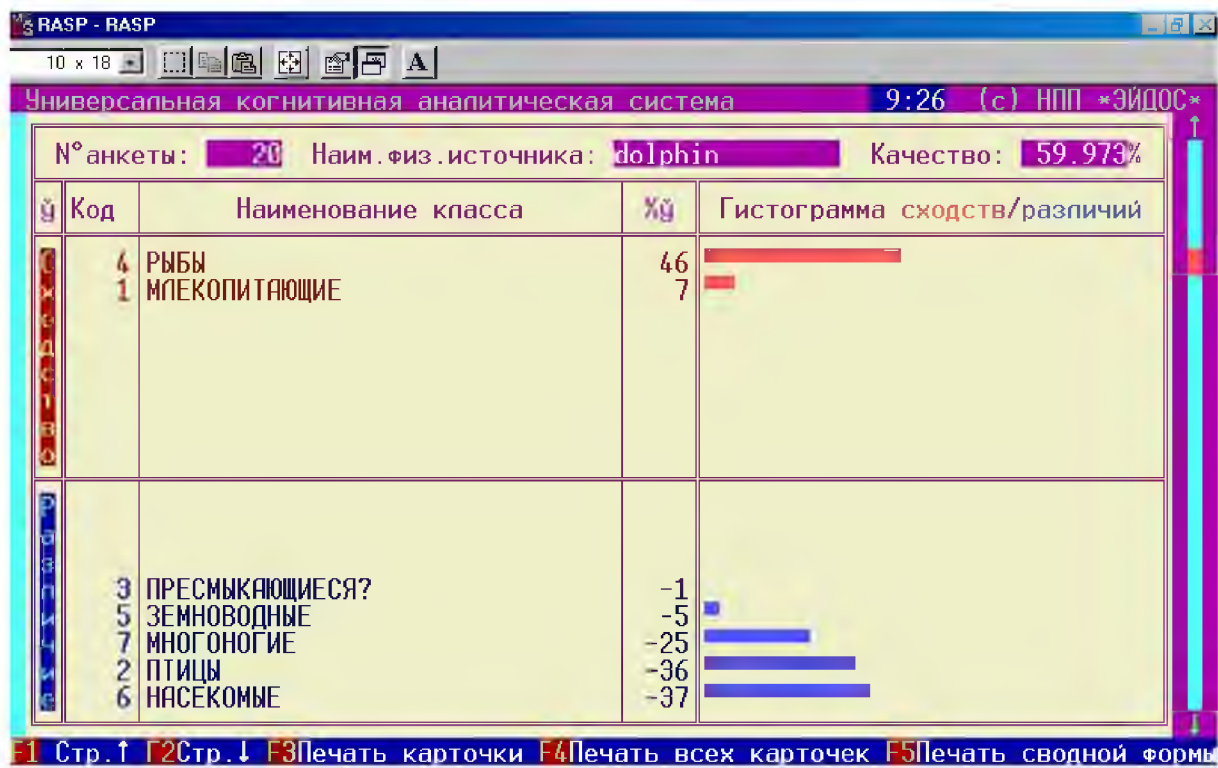 RASP - RASP
10 x 18
A
Универсальная когнитивная аналитическая система 9:26 (c) НПП *ЭЙДОС*
N°анкеты: 20 Наим.физ.источника: dolphin Качество: 59.973%
ў Код Наименование класса %ў Гистограмма сходств/различий
Сходство
4 РЫБЫ 46
1 МЛЕКОПИТАЮЩИЕ 7
Различие
3 ПРЕСМЫКАЮЩИЕСЯ? -1
5 ЗЕМНОВОДНЫЕ -5
7 МНОГОНОГИЕ -25
2 ПТИЦЫ -36
6 НАСЕКОМЫЕ -37
F1 Стр.↑ F2Стр.↓ F3Печать карточки F4Печать всех карточек F5Печать сводной формы